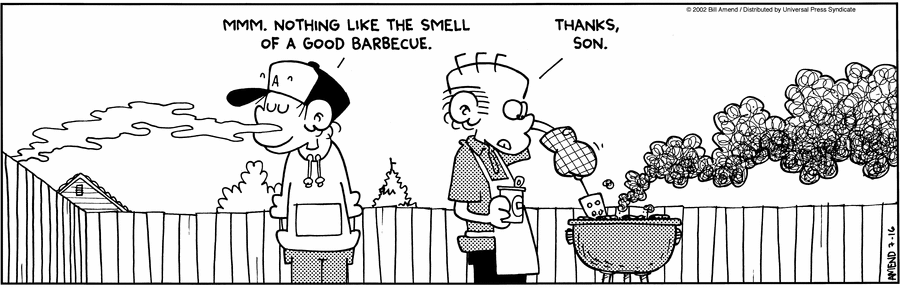 © 2002 Bill Amend / Distributed by Universal Press Syndicate
MMM. NOTHING LIKE THE SMELL
OF A GOOD BARBECUE.
THANKS,
SON.
A
AMEND 7-16